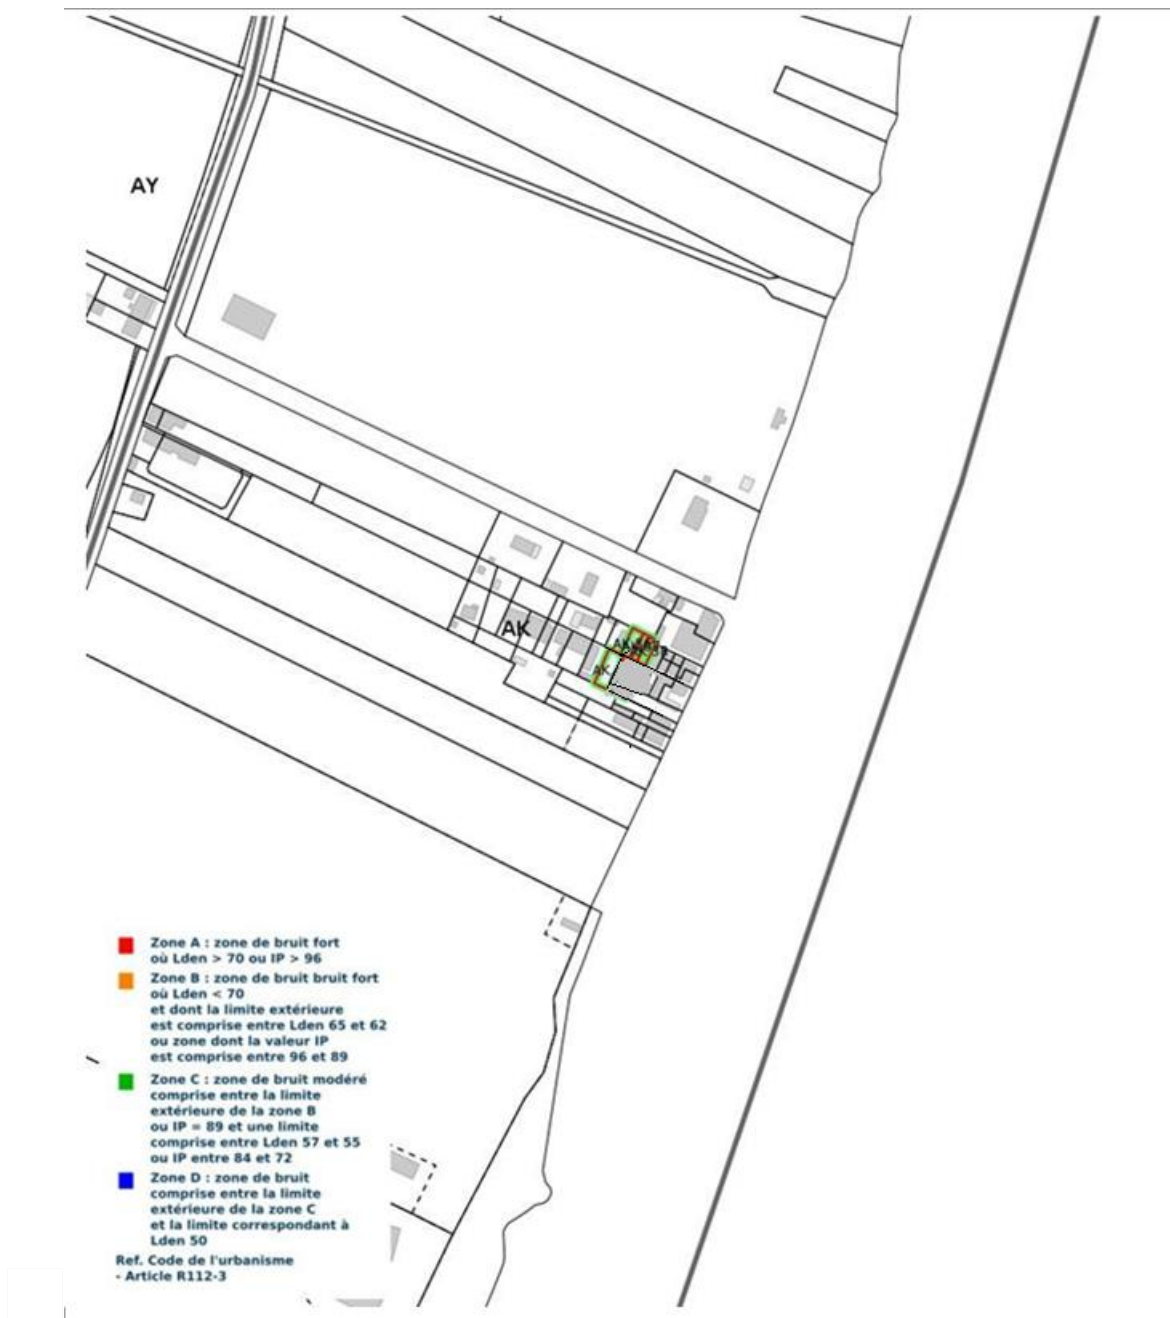 AY
AK
AK
AK
Zone A : zone de bruit fort
où Lden > 70 ou IP > 96
Zone B : zone de bruit bruit fort
où Lden < 70
et dont la limite extérieure
est comprise entre Lden 65 et 62
ou zone dont la valeur IP
est comprise entre 96 et 89
Zone C : zone de bruit modéré
comprise entre la limite
extérieure de la zone B
ou IP = 89 et une limite
comprise entre Lden 57 et 55
ou IP entre 84 et 72
Zone D : zone de bruit
comprise entre la limite
extérieure de la zone C
et la limite correspondant à
Lden 50
Ref. Code de l'urbanisme
- Article R112-3